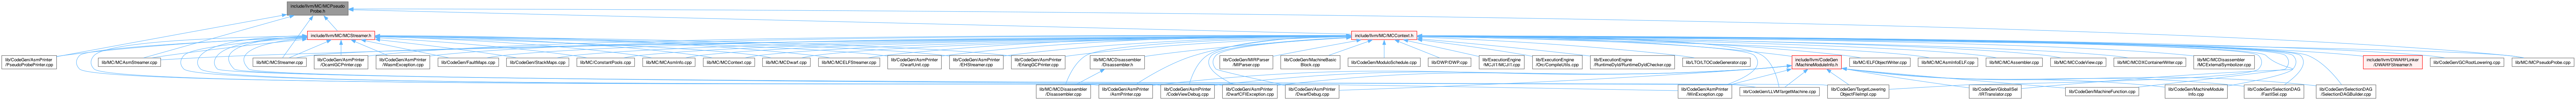 include/llvm/MC/MCPseudo
Probe.h
include/llvm/MC/MCStreamer.h
include/llvm/MC/MCContext.h
lib/CodeGen/AsmPrinter
/PseudoProbePrinter.cpp
lib/MC/MCAsmStreamer.cpp
lib/MC/MCStreamer.cpp
lib/CodeGen/AsmPrinter
/OcamlGCPrinter.cpp
lib/CodeGen/AsmPrinter
/WasmException.cpp
lib/CodeGen/FaultMaps.cpp
lib/CodeGen/StackMaps.cpp
lib/MC/ConstantPools.cpp
lib/MC/MCAsmInfo.cpp
lib/MC/MCContext.cpp
lib/MC/MCDwarf.cpp
lib/MC/MCELFStreamer.cpp
lib/CodeGen/AsmPrinter
/DwarfUnit.cpp
lib/CodeGen/AsmPrinter
/EHStreamer.cpp
lib/CodeGen/AsmPrinter
/ErlangGCPrinter.cpp
lib/MC/MCDisassembler
/Disassembler.h
lib/CodeGen/MIRParser
/MIParser.cpp
lib/CodeGen/MachineBasic
Block.cpp
lib/CodeGen/ModuloSchedule.cpp
lib/DWP/DWP.cpp
lib/ExecutionEngine
/MCJIT/MCJIT.cpp
lib/ExecutionEngine
/Orc/CompileUtils.cpp
lib/ExecutionEngine
/RuntimeDyld/RuntimeDyldChecker.cpp
lib/LTO/LTOCodeGenerator.cpp
include/llvm/CodeGen
/MachineModuleInfo.h
lib/MC/ELFObjectWriter.cpp
lib/MC/MCAsmInfoELF.cpp
lib/MC/MCAssembler.cpp
lib/MC/MCCodeView.cpp
lib/MC/MCDXContainerWriter.cpp
lib/MC/MCDisassembler
/MCExternalSymbolizer.cpp
include/llvm/DWARFLinker
/DWARFStreamer.h
lib/CodeGen/GCRootLowering.cpp
lib/MC/MCPseudoProbe.cpp
lib/MC/MCDisassembler
/Disassembler.cpp
lib/CodeGen/AsmPrinter
/AsmPrinter.cpp
lib/CodeGen/AsmPrinter
/CodeViewDebug.cpp
lib/CodeGen/AsmPrinter
/DwarfCFIException.cpp
lib/CodeGen/AsmPrinter
/DwarfDebug.cpp
lib/CodeGen/AsmPrinter
/WinException.cpp
lib/CodeGen/LLVMTargetMachine.cpp
lib/CodeGen/TargetLowering
ObjectFileImpl.cpp
lib/CodeGen/GlobalISel
/IRTranslator.cpp
lib/CodeGen/MachineFunction.cpp
lib/CodeGen/MachineModule
Info.cpp
lib/CodeGen/SelectionDAG
/FastISel.cpp
lib/CodeGen/SelectionDAG
/SelectionDAGBuilder.cpp